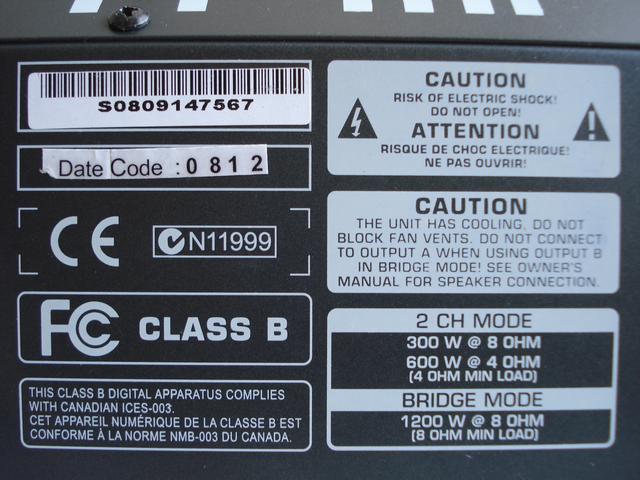 S0809147567
Date Code : 0812
CE N11999
FC CLASS B
THIS CLASS B DIGITAL APPARATUS COMPLIES
WITH CANADIAN ICES-003.
CET APPAREIL NUMÉRIQUE DE LA CLASSE B EST
CONFORME À LA NORME NMB-003 DU CANADA.
CAUTION
RISK OF ELECTRIC SHOCK!
DO NOT OPEN!
ATTENTION
RISQUE DE CHOC ELECTRIQUE!
NE PAS OUVRIR!
CAUTION
THE UNIT HAS COOLING. DO NOT
BLOCK FAN VENTS. DO NOT CONNECT
TO OUTPUT A WHEN USING OUTPUT B
IN BRIDGE MODE! SEE OWNER'S
MANUAL FOR SPEAKER CONNECTION.
2 CH MODE
300 W @ 8 OHM
600 W @ 4 OHM
(4 OHM MIN LOAD)
BRIDGE MODE
1200 W @ 8 OHM
(8 OHM MIN LOAD)